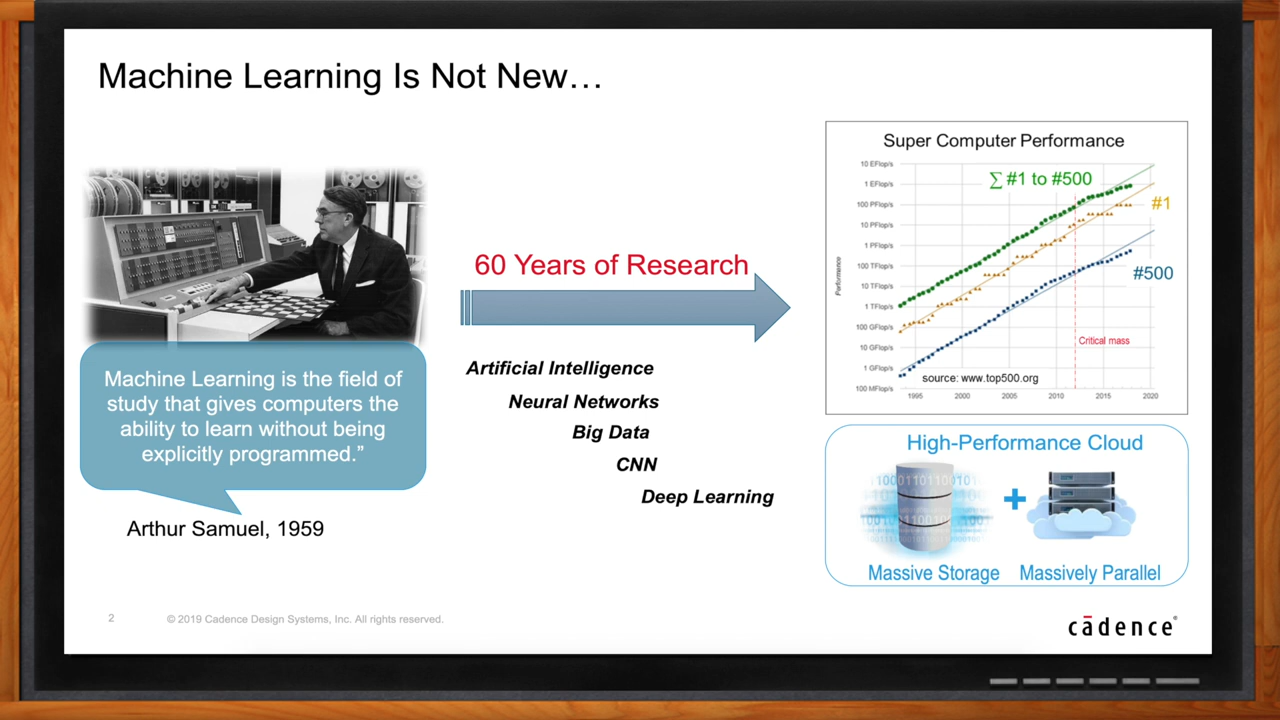 Machine Learning Is Not New…
Machine Learning is the field of
study that gives computers the
ability to learn without being
explicitly programmed.”
Arthur Samuel, 1959
60 Years of Research
Artificial Intelligence
Neural Networks
Big Data
CNN
Deep Learning
Super Computer Performance
10 EFlop/s
1 EFlop/s
100 PFlop/s
10 PFlop/s
1 PFlop/s
100 TFlop/s
10 TFlop/s
1 TFlop/s
100 GFlop/s
10 GFlop/s
1 GFlop/s
100 MFlop/s
Performance
∑ #1 to #500
#1
#500
Critical mass
source: www.top500.org
1995 2000 2005 2010 2015 2020
High-Performance Cloud
+
Massive Storage Massively Parallel
2 © 2019 Cadence Design Systems, Inc. All rights reserved.
cādence®